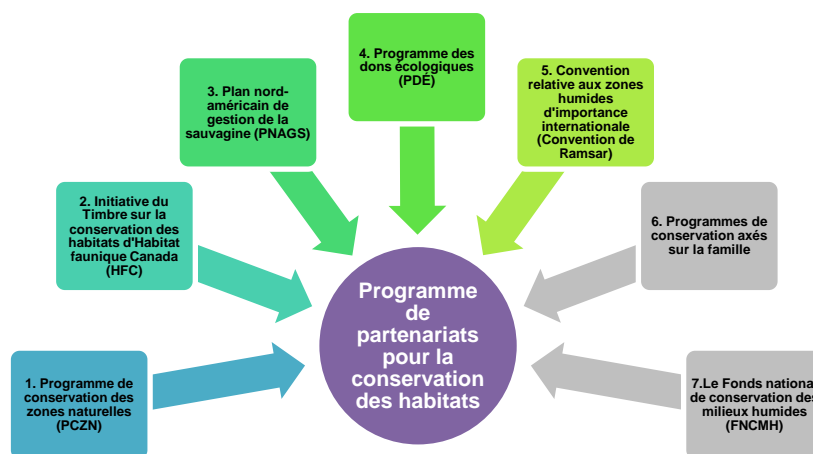 1. Programme de
conservation des
zones naturelles
(PCZN)
2. Initiative du
Timbre sur la
conservation des
habitats d'Habitat
faunique Canada
(HFC)
3. Plan nord-
américain de
gestion de la
sauvagine (PNAGS)
4. Programme des
dons écologiques
(PDÉ)
5. Convention
relative aux zones
humides
d'importance
internationale
(Convention de
Ramsar)
6. Programmes de
conservation axés
sur la famille
7.Le Fonds national
de conservation des
milieux humides
(FNCMH)
Programme
de
partenariats
pour la
conservation
des habitats